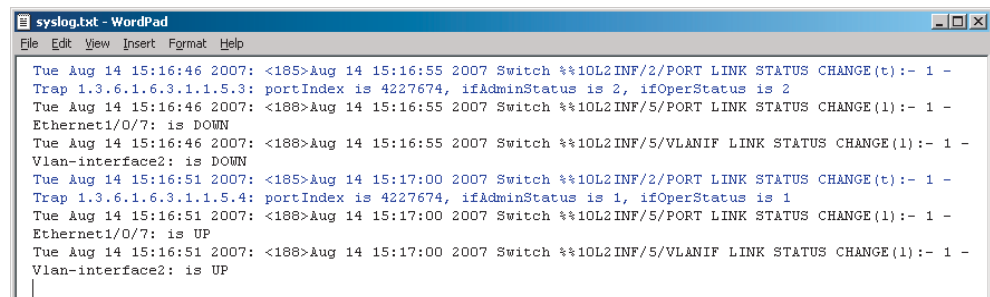 syslog.txt - WordPad
File Edit View Insert Format Help
Tue Aug 14 15:16:46 2007: <185>Aug 14 15:16:55 2007 Switch %%10L2INF/2/PORT LINK STATUS CHANGE(t):- 1 -
Trap 1.3.6.1.6.3.1.1.5.3: portIndex is 4227674, ifAdminStatus is 2, ifOperStatus is 2
Tue Aug 14 15:16:46 2007: <188>Aug 14 15:16:55 2007 Switch %%10L2INF/5/PORT LINK STATUS CHANGE(l):- 1 -
Ethernet1/0/7: is DOWN
Tue Aug 14 15:16:46 2007: <188>Aug 14 15:16:55 2007 Switch %%10L2INF/5/VLANIF LINK STATUS CHANGE(l):- 1 -
Vlan-interface2: is DOWN
Tue Aug 14 15:16:51 2007: <185>Aug 14 15:17:00 2007 Switch %%10L2INF/2/PORT LINK STATUS CHANGE(t):- 1 -
Trap 1.3.6.1.6.3.1.1.5.4: portIndex is 4227674, ifAdminStatus is 1, ifOperStatus is 1
Tue Aug 14 15:16:51 2007: <188>Aug 14 15:17:00 2007 Switch %%10L2INF/5/PORT LINK STATUS CHANGE(l):- 1 -
Ethernet1/0/7: is UP
Tue Aug 14 15:16:51 2007: <188>Aug 14 15:17:00 2007 Switch %%10L2INF/5/VLANIF LINK STATUS CHANGE(l):- 1 -
Vlan-interface2: is UP